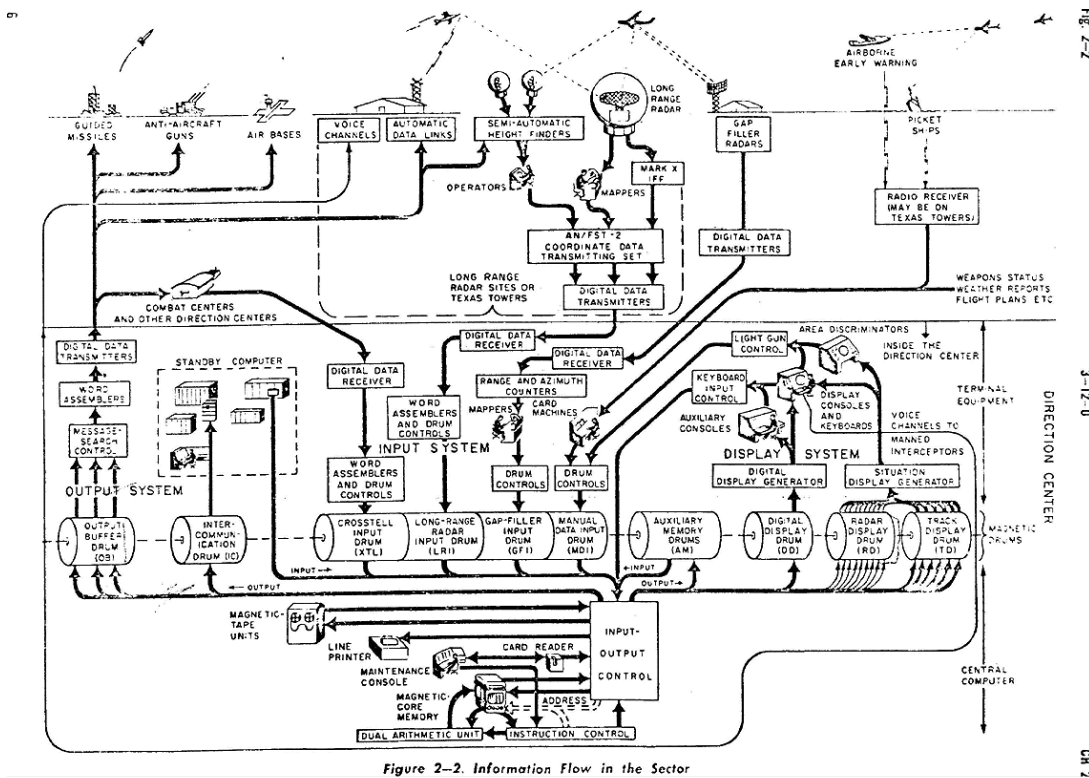 6
Fig. 2-2
AIRBORNE
EARLY WARNING
LONG
RANGE
RADAR
GUIDED
MISSILES
ANTI-AIRCRAFT
GUNS
AIR BASES
VOICE
CHANNELS
AUTOMATIC
DATA LINKS
SEMI-AUTOMATIC
HEIGHT FINDERS
GAP
FILLER
RADARS
PICKET
SHIPS
OPERATORS
MAPPERS
MARK X
IFF
RADIO RECEIVER
(MAY BE ON
TEXAS TOWERS)
AN/FST-2
COORDINATE DATA
TRANSMITTING SET
DIGITAL DATA
TRANSMITTERS
LONG RANGE
RADAR SITES OR
TEXAS TOWERS
DIGITAL DATA
TRANSMITTERS
WEAPONS STATUS
WEATHER REPORTS
FLIGHT PLANS ETC
COMBAT CENTERS
AND OTHER DIRECTION CENTERS
DIGITAL DATA
TRANSMITTERS
STANDBY COMPUTER
DIGITAL DATA
RECEIVER
DIGITAL DATA
RECEIVER
DIGITAL DATA
RECEIVER
LIGHT GUN
CONTROL
AREA DISCRIMINATORS
INSIDE THE
DIRECTION CENTER
WORD
ASSEMBLERS
WORD
ASSEMBLERS
AND DRUM
CONTROLS
RANGE AND AZIMUTH
COUNTERS
MAPPERS
CARD
MACHINES
KEYBOARD
INPUT
CONTROL
AUXILIARY
CONSOLES
DISPLAY
CONSOLES
AND
KEYBOARDS
TERMINAL
EQUIPMENT
VOICE
CHANNELS TO
MANNED
INTERCEPTORS
DIRECTION CENTER
MESSAGE-
SEARCH
CONTROL
INPUT SYSTEM
DISPLAY SYSTEM
OUTPUT SYSTEM
WORD
ASSEMBLERS
AND DRUM
CONTROLS
DRUM
CONTROLS
DRUM
CONTROLS
DIGITAL
DISPLAY GENERATOR
SITUATION
DISPLAY GENERATOR
OUTPUT
BUFFER
DRUM
(OB)
INTER-
COMMUNI-
CATION
DRUM (IC)
CROSSTELL
INPUT
DRUM
(XTL)
LONG-RANGE
RADAR
INPUT DRUM
(LRI)
GAP-FILLER
INPUT
DRUM
(GFI)
MANUAL
DATA INPUT
DRUM
(MDI)
AUXILIARY
MEMORY
DRUMS
(AM)
DIGITAL
DISPLAY
DRUM
(DD)
RADAR
DISPLAY
DRUM
(RD)
TRACK
DISPLAY
DRUM
(TD)
MAGNETIC
DRUMS
INPUT
INPUT
OUTPUT
OUTPUT
MAGNETIC-
TAPE
UNITS
LINE
PRINTER
CARD READER
INPUT-
OUTPUT
CONTROL
MAINTENANCE
CONSOLE
MAGNETIC-
CORE
MEMORY
ADDRESS
CENTRAL
COMPUTER
DUAL ARITHMETIC UNIT
INSTRUCTION CONTROL
Figure 2-2. Information Flow in the Sector